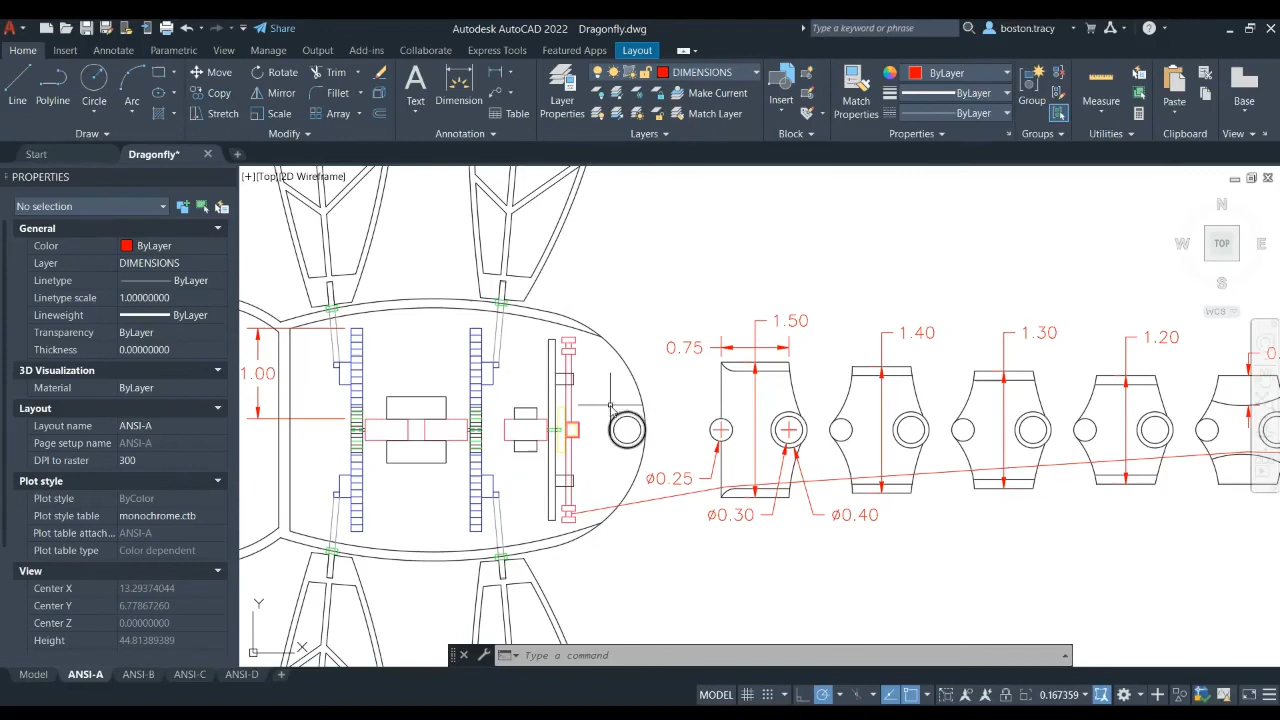 Share
Autodesk AutoCAD 2022 Dragonfly.dwg
Type a keyword or phrase
boston.tracy
Home Insert Annotate Parametric View Manage Output Add-ins Collaborate Express Tools Featured Apps Layout
Line
Polyline
Circle
Arc
Move
Copy
Stretch
Rotate
Mirror
Scale
Trim
Fillet
Array
Text
Dimension
Table
Layer
Properties
DIMENSIONS
Make Current
Match Layer
Insert
Match
Properties
ByLayer
ByLayer
ByLayer
Group
Measure
Paste
Base
Draw
Modify
Annotation
Layers
Block
Properties
Groups
Utilities
Clipboard
View
Start
Dragonfly*
PROPERTIES
No selection
General
Color ByLayer
Layer DIMENSIONS
Linetype ByLayer
Linetype scale 1.00000000
Lineweight ByLayer
Transparency ByLayer
Thickness 0.00000000
3D Visualization
Material ByLayer
Layout
Layout ANSI-A
Page setup name ANSI-A
DPI to raster 300
Plot style
Plot style ByColor
Plot style table monochrome.ctb
Plot table attach... ANSI-A
Plot table type Color dependent
View
Center X 13.29374044
Center Y 6.77867260
Center Z 0.00000000
Height 44.81389389
[+][Top][2D Wireframe]
N
W TOP E
S
WCS
1.00
1.50
0.75
1.40
1.30
1.20
0.
Ø0.25
Ø0.30
Ø0.40
Y
X
Type a command
Model ANSI-A ANSI-B ANSI-C ANSI-D
MODEL
0.167359